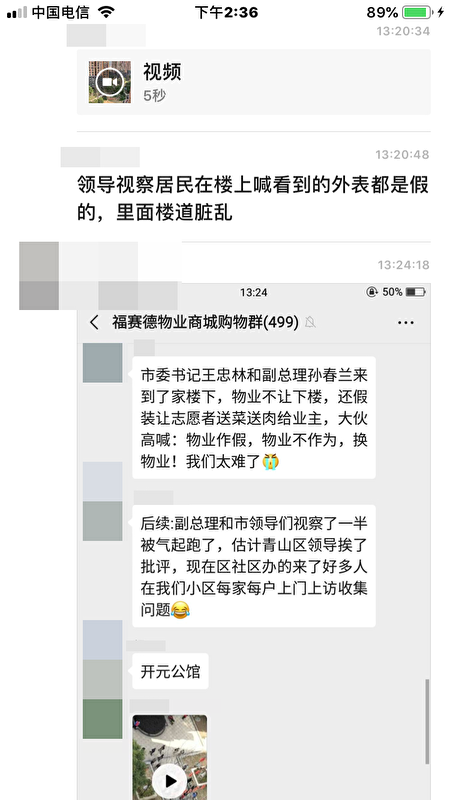 中国电信
下午2:36
89%
13:20:34
视频
5秒
13:20:48
领导视察居民在楼上喊看到的外表都是假
的，里面楼道脏乱
13:24:18
13:24
50%
福赛德物业商城购物群(499)
市委书记王忠林和副总理孙春兰来
到了家楼下，物业不让下楼，还假
装让志愿者送菜送肉给业主，大伙
高喊：物业作假，物业不作为，换
物业！我们太难了😭
后续:副总理和市领导们视察了一半
被气起跑了，估计青山区领导挨了
批评，现在区社区办的来了好多人
在我们小区每家每户上门上访收集
问题😂
开元公馆